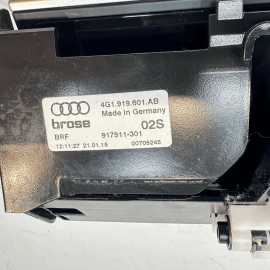 4G1.919.601.AB
Made in Germany
brose 02S
BRF 917911-301
12:11:27 21.01.15 00705245